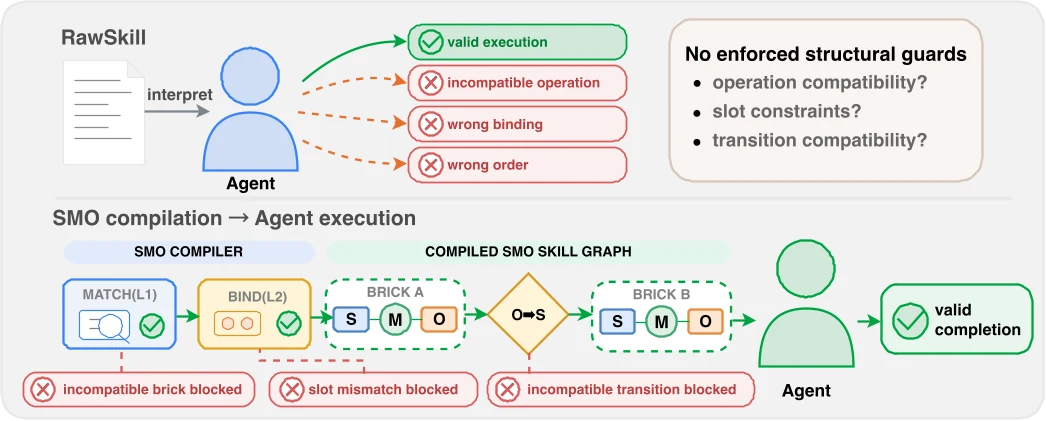 RawSkill
interpret
Agent
valid execution
incompatible operation
wrong binding
wrong order
No enforced structural guards
• operation compatibility?
• slot constraints?
• transition compatibility?
SMO compilation → Agent execution
SMO COMPILER
COMPILED SMO SKILL GRAPH
MATCH(L1)
BIND(L2)
BRICK A
S M O
O➡S
BRICK B
S M O
Agent
valid
completion
incompatible brick blocked
slot mismatch blocked
incompatible transition blocked